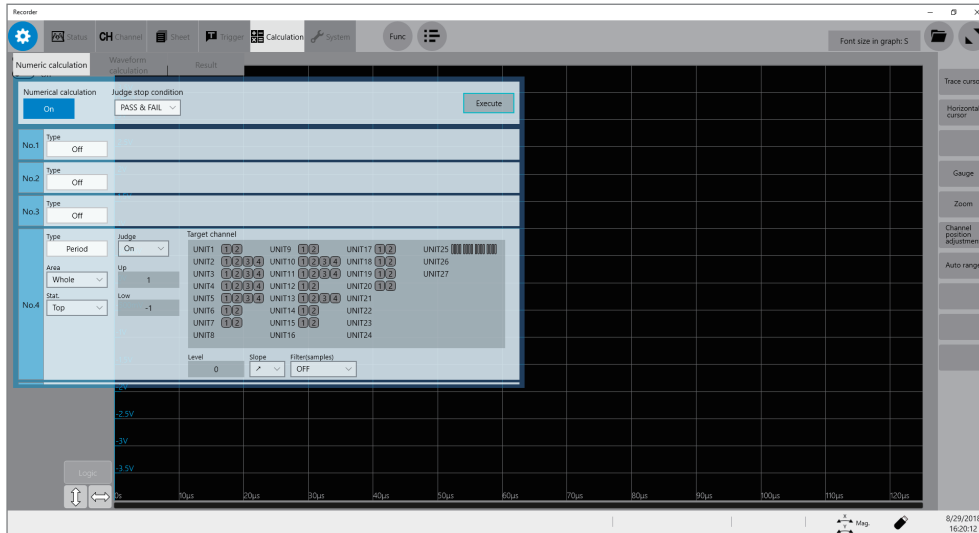 Recorder
Status
CH Channel
Sheet
Trigger
Calculation
System
Func
Font size in graph: S
Numeric calculation
Waveform calculation
Result
Numerical calculation
On
Judge stop condition
PASS & FAIL
Execute
No.1
Type
Off
No.2
Type
Off
No.3
Type
Off
No.4
Type
Period
Judge
On
Area
Whole
Up
1
Stat.
Top
Low
-1
Target channel
UNIT1 1 2 UNIT9 1 2 UNIT17 1 2 UNIT25
UNIT2 1 2 3 4 UNIT10 1 2 3 4 UNIT18 1 2 UNIT26
UNIT3 1 2 3 4 UNIT11 1 2 3 4 UNIT19 1 2 UNIT27
UNIT4 1 2 3 4 UNIT12 1 2 UNIT20 1 2
UNIT5 1 2 3 4 UNIT13 1 2 3 4 UNIT21
UNIT6 1 2 UNIT14 1 2 UNIT22
UNIT7 1 2 UNIT15 1 2 UNIT23
UNIT8 UNIT16 UNIT24
Level
0
Slope
Filter(samples)
OFF
-2V
-2.5V
-3V
-3.5V
Logic
0s 10µs 20µs 30µs 40µs 50µs 60µs 70µs 80µs 90µs 100µs 110µs 120µs
Trace curso
Horizonta
cursor
Gauge
Zoom
Channel
position
adjustmen
Auto range
X
Y
Mag.
8/29/2018
16:20:12